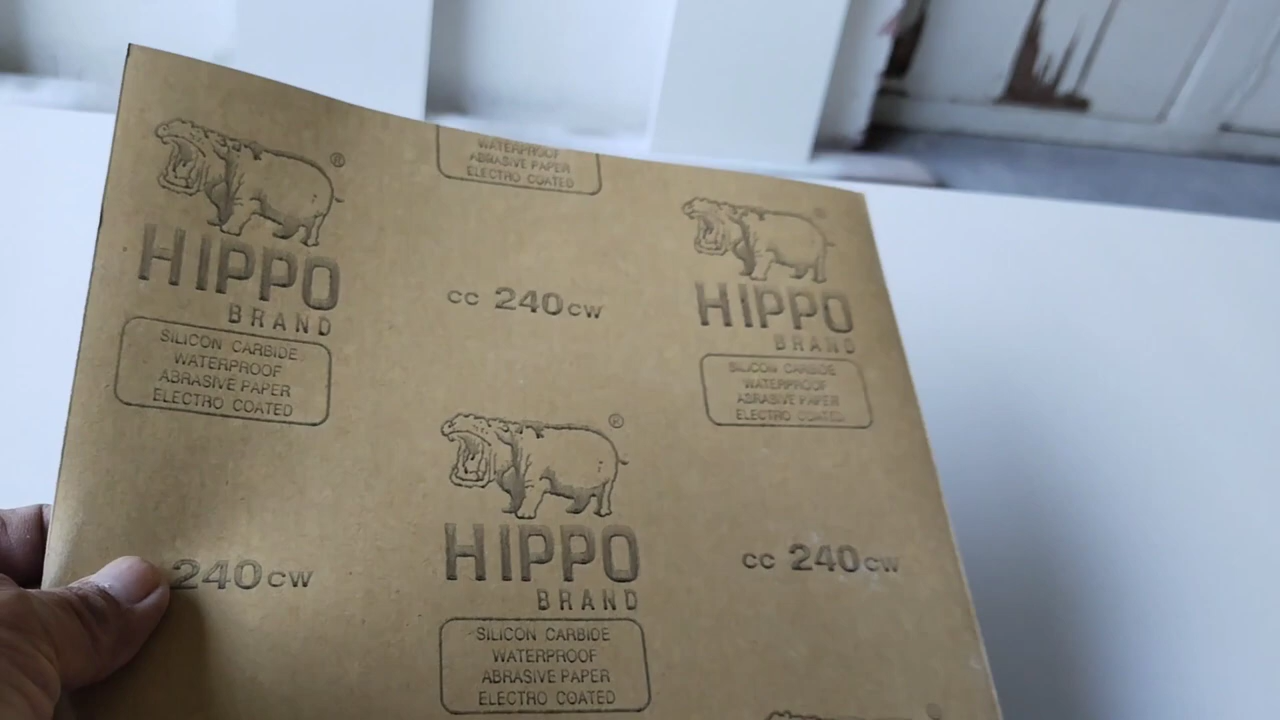 WATERPROOF
ABRASIVE PAPER
ELECTRO COATED
®
HIPPO
BRAND
SILICON CARBIDE
WATERPROOF
ABRASIVE PAPER
ELECTRO COATED
cc 240cw
®
HIPPO
BRAND
SILICON CARBIDE
WATERPROOF
ABRASIVE PAPER
ELECTRO COATED
240cw
®
HIPPO
BRAND
SILICON CARBIDE
WATERPROOF
ABRASIVE PAPER
ELECTRO COATED
cc 240cw